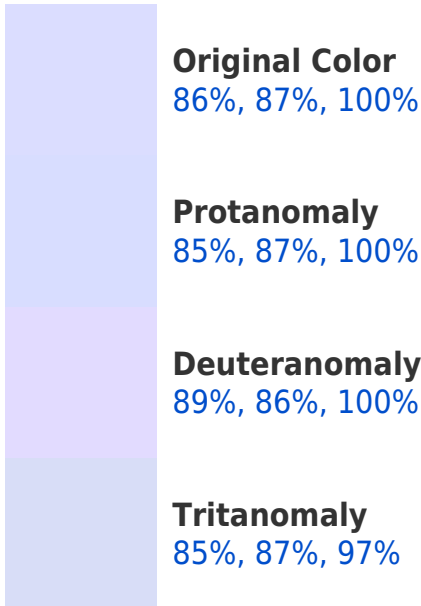 Original Color
86%, 87%, 100%
Protanomaly
85%, 87%, 100%
Deuteranomaly
89%, 86%, 100%
Tritanomaly
85%, 87%, 97%